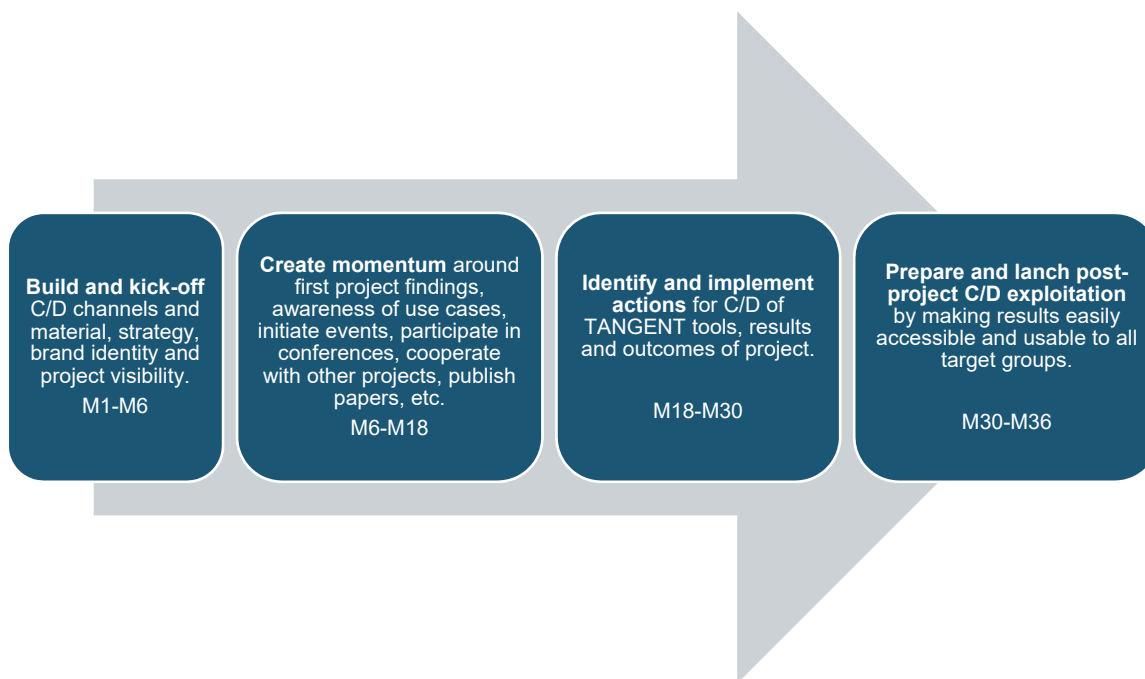 Build and kick-off
C/D channels and
material, strategy,
brand identity and
project visibility.
M1-M6
Create momentum around
first project findings,
awareness of use cases,
initiate events, participate in
conferences, cooperate
with other projects, publish
papers, etc.
M6-M18
Identify and implement
actions for C/D of
TANGENT tools, results
and outcomes of project.
M18-M30
Prepare and lanch post-
project C/D exploitation
by making results easily
accessible and usable to all
target groups.
M30-M36